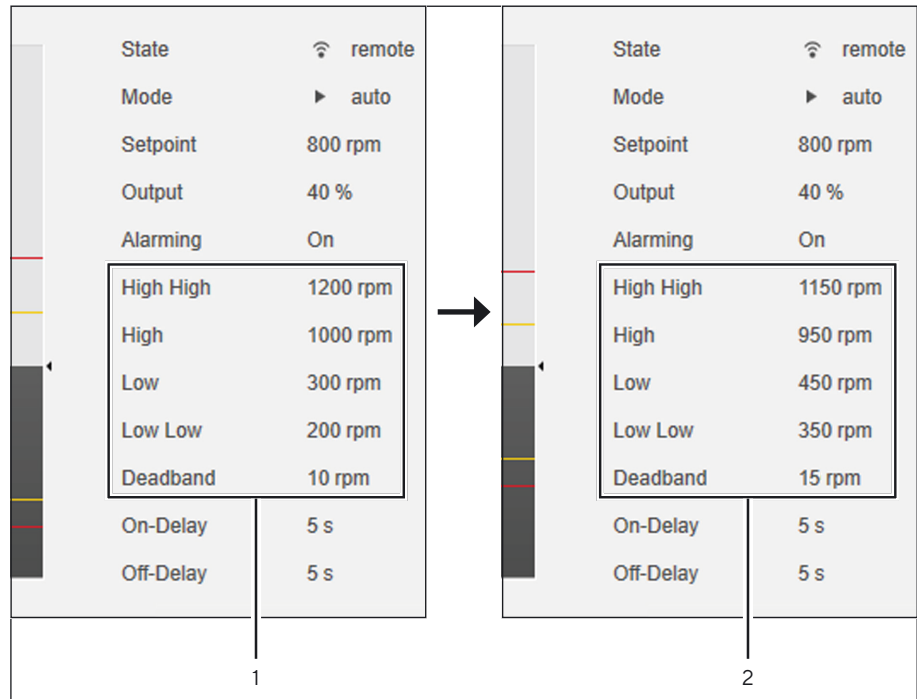 State remote
Mode auto
Setpoint 800 rpm
Output 40 %
Alarming On
High High 1200 rpm
High 1000 rpm
Low 300 rpm
Low Low 200 rpm
Deadband 10 rpm
On-Delay 5 s
Off-Delay 5 s
1
State remote
Mode auto
Setpoint 800 rpm
Output 40 %
Alarming On
High High 1150 rpm
High 950 rpm
Low 450 rpm
Low Low 350 rpm
Deadband 15 rpm
On-Delay 5 s
Off-Delay 5 s
2